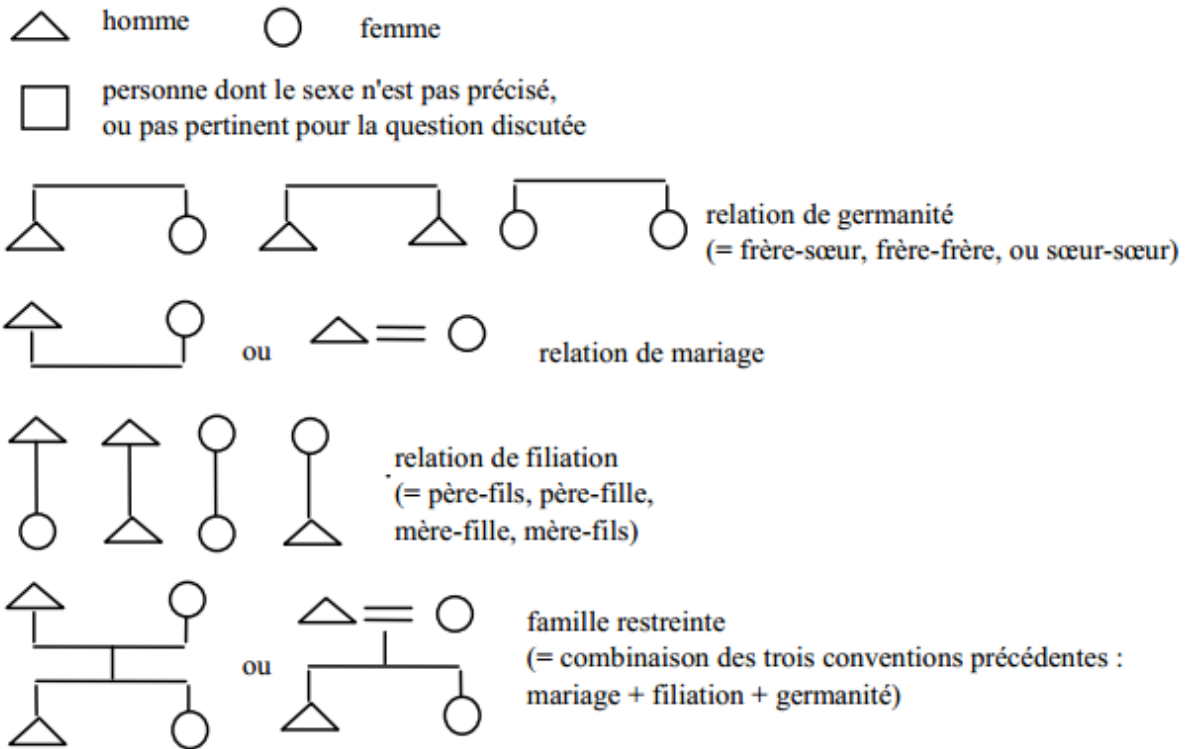 homme
femme
personne dont le sexe n'est pas précisé,
ou pas pertinent pour la question discutée
relation de germanité
(= frère-sœur, frère-frère, ou sœur-sœur)
ou
relation de mariage
relation de filiation
(= père-fils, père-fille,
mère-fille, mère-fils)
ou
famille restreinte
(= combinaison des trois conventions précédentes :
mariage + filiation + germanité)